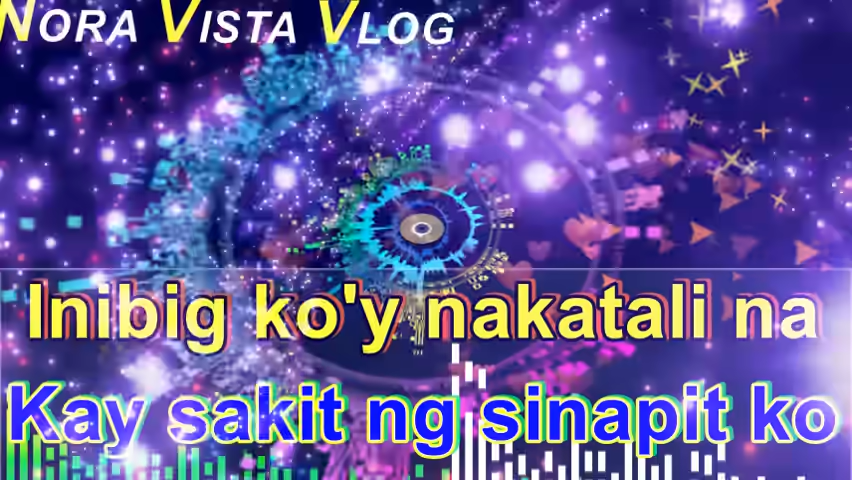 NORA VISTA VLOG
Inibig ko'y nakatali na
Kay sakit ng sinapit ko